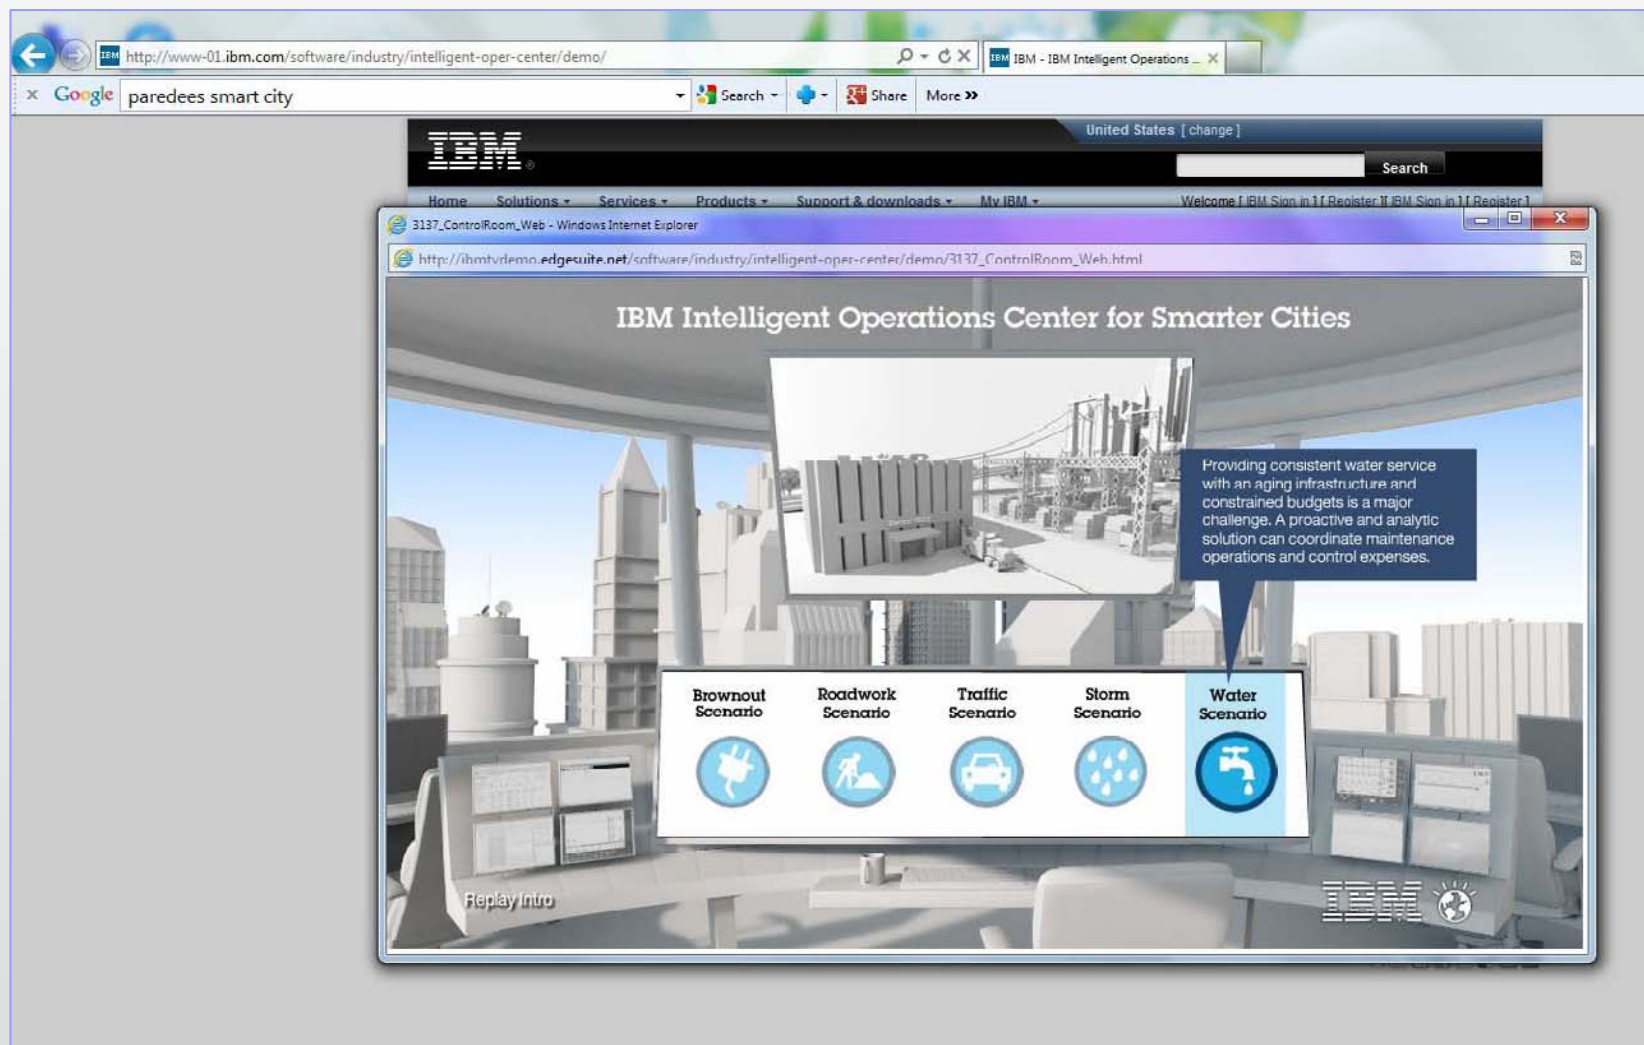 http://www-01.ibm.com/software/industry/intelligent-oper-center/demo/
IBM IBM - IBM Intelligent Operations ...
Google paredees smart city Search Share More »
United States [ change ]
IBM®
Search
Home Solutions Services Products Support & downloads My IBM Welcome [ IBM Sign in ] [ Register ][ IBM Sign in ] [ Register ]
3137_ControlRoom_Web - Windows Internet Explorer
http://ibmtvdemo.edgesuite.net/software/industry/intelligent-oper-center/demo/3137_ControlRoom_Web.html
IBM Intelligent Operations Center for Smarter Cities
Providing consistent water service
with an aging infrastructure and
constrained budgets is a major
challenge. A proactive and analytic
solution can coordinate maintenance
operations and control expenses.
Brownout
Scenario
Roadwork
Scenario
Traffic
Scenario
Storm
Scenario
Water
Scenario
Replay Intro
IBM